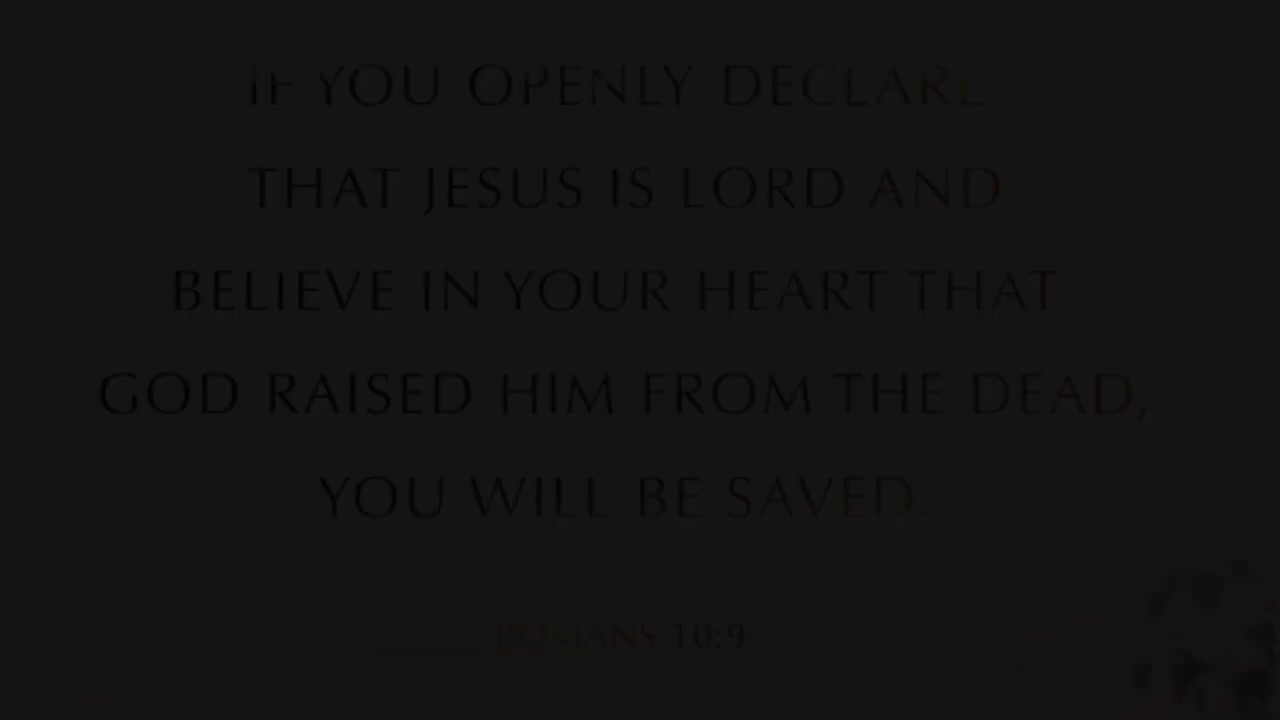 IF YOU OPENLY DECLARE
THAT JESUS IS LORD AND
BELIEVE IN YOUR HEART THAT
GOD RAISED HIM FROM THE DEAD,
YOU WILL BE SAVED.
ROMANS 10:9